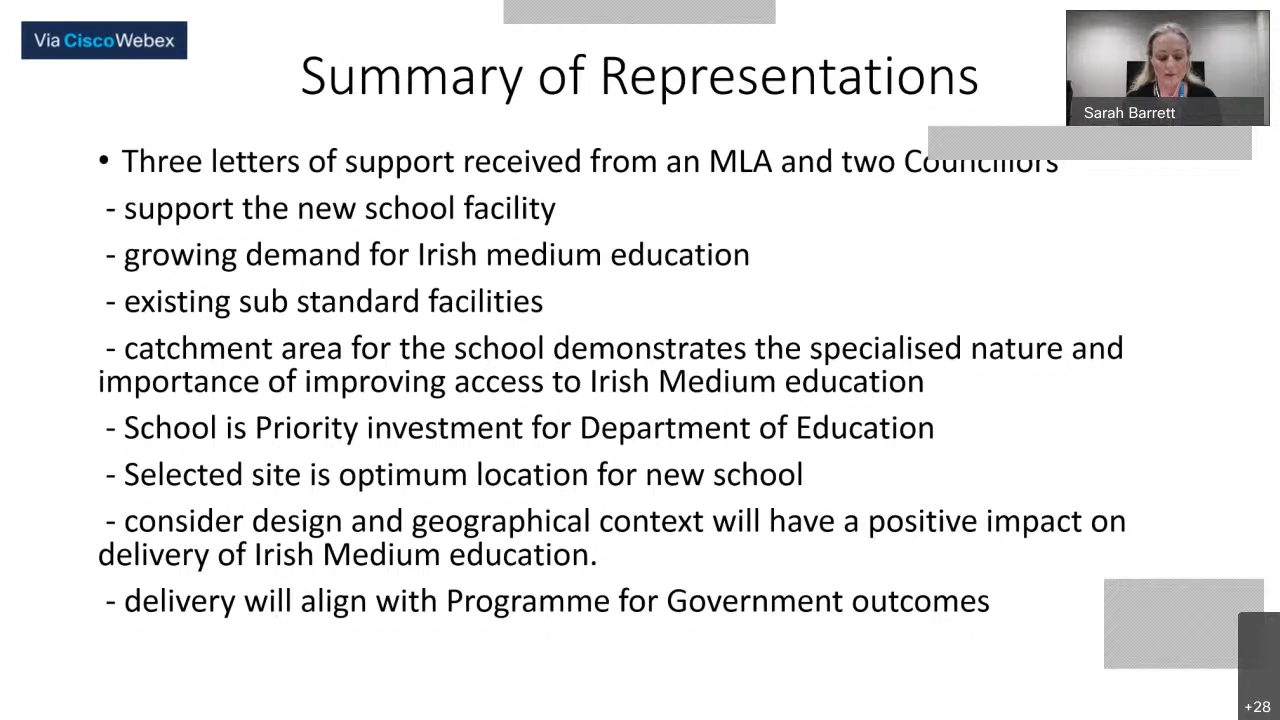 Via Cisco Webex
Summary of Representations
Sarah Barrett
• Three letters of support received from an MLA and two Councillors
- support the new school facility
- growing demand for Irish medium education
- existing sub standard facilities
- catchment area for the school demonstrates the specialised nature and
importance of improving access to Irish Medium education
- School is Priority investment for Department of Education
- Selected site is optimum location for new school
- consider design and geographical context will have a positive impact on
delivery of Irish Medium education.
- delivery will align with Programme for Government outcomes
+28